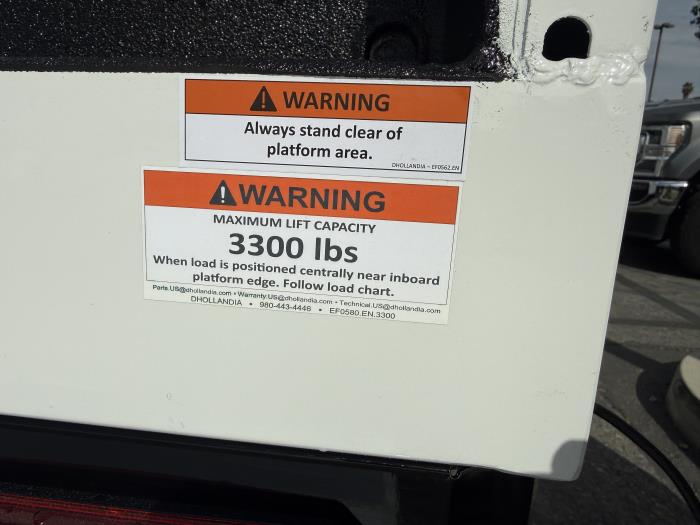 WARNING
Always stand clear of
platform area.
DHOLLANDIA – EF0562.EN
WARNING
MAXIMUM LIFT CAPACITY
3300 lbs
When load is positioned centrally near inboard
platform edge. Follow load chart.
Parts.US@dhollandia.com • Warranty.US@dhollandia.com • Technical.US@dhollandia.com
DHOLLANDIA • 980-443-4446 • EF0580.EN.3300